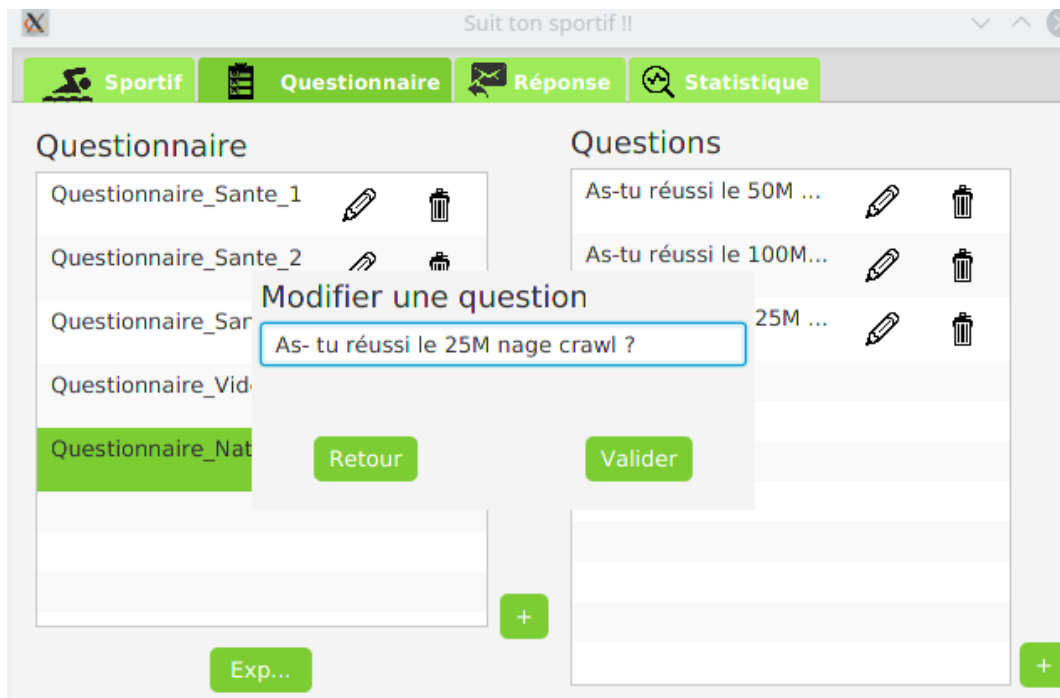 Suit ton sportif !!
Sportif
Questionnaire
Réponse
Statistique
Questionnaire
Questionnaire_Sante_1
Questionnaire_Sante_2
Questionnaire_San
Questionnaire_Vid
Questionnaire_Nat
Exp...
+
Questions
As-tu réussi le 50M ...
As-tu réussi le 100M...
25M ...
+
Modifier une question
As- tu réussi le 25M nage crawl ?
Retour
Valider